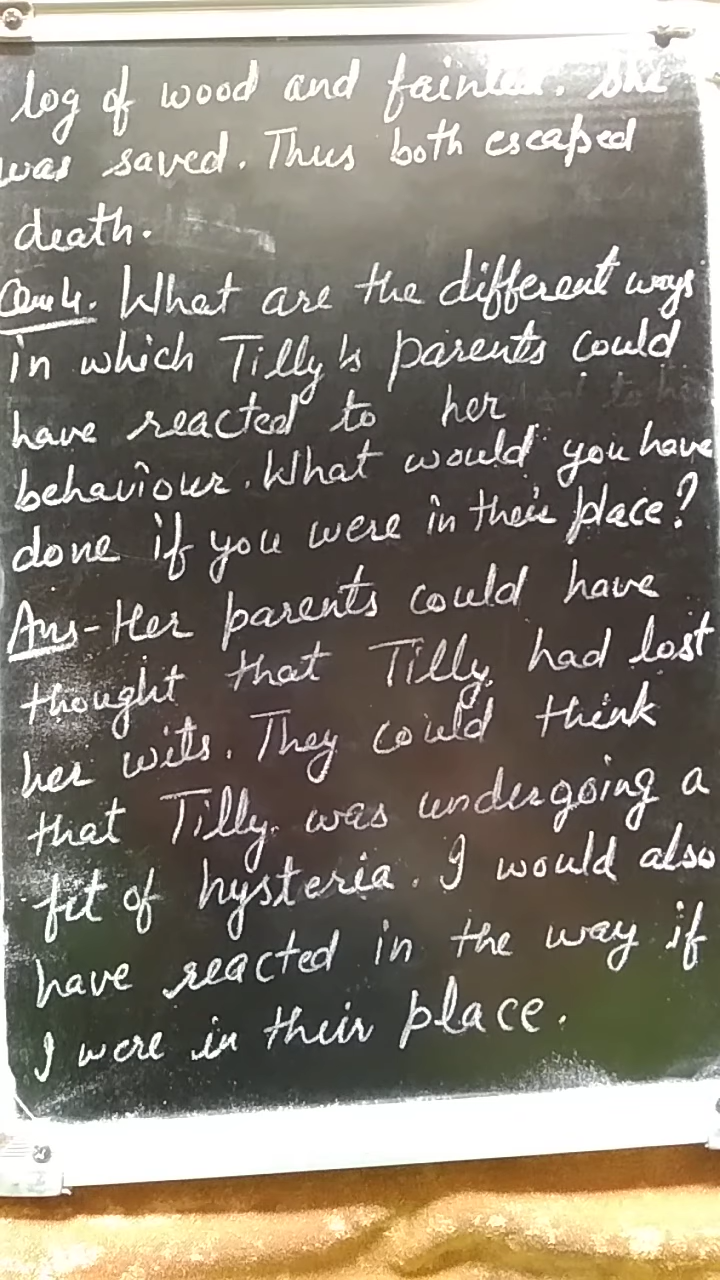 log of wood and fainted. She
was saved. Thus both escaped
death.
Que 4. What are the different ways
in which Tilly's parents could
have reacted to her
behaviour. What would you have
done if you were in their place?
Ans - Her parents could have
thought that Tilly had lost
her wits. They could think
that Tilly was undergoing a
fit of hysteria. I would also
have reacted in the way if
I were in their place.